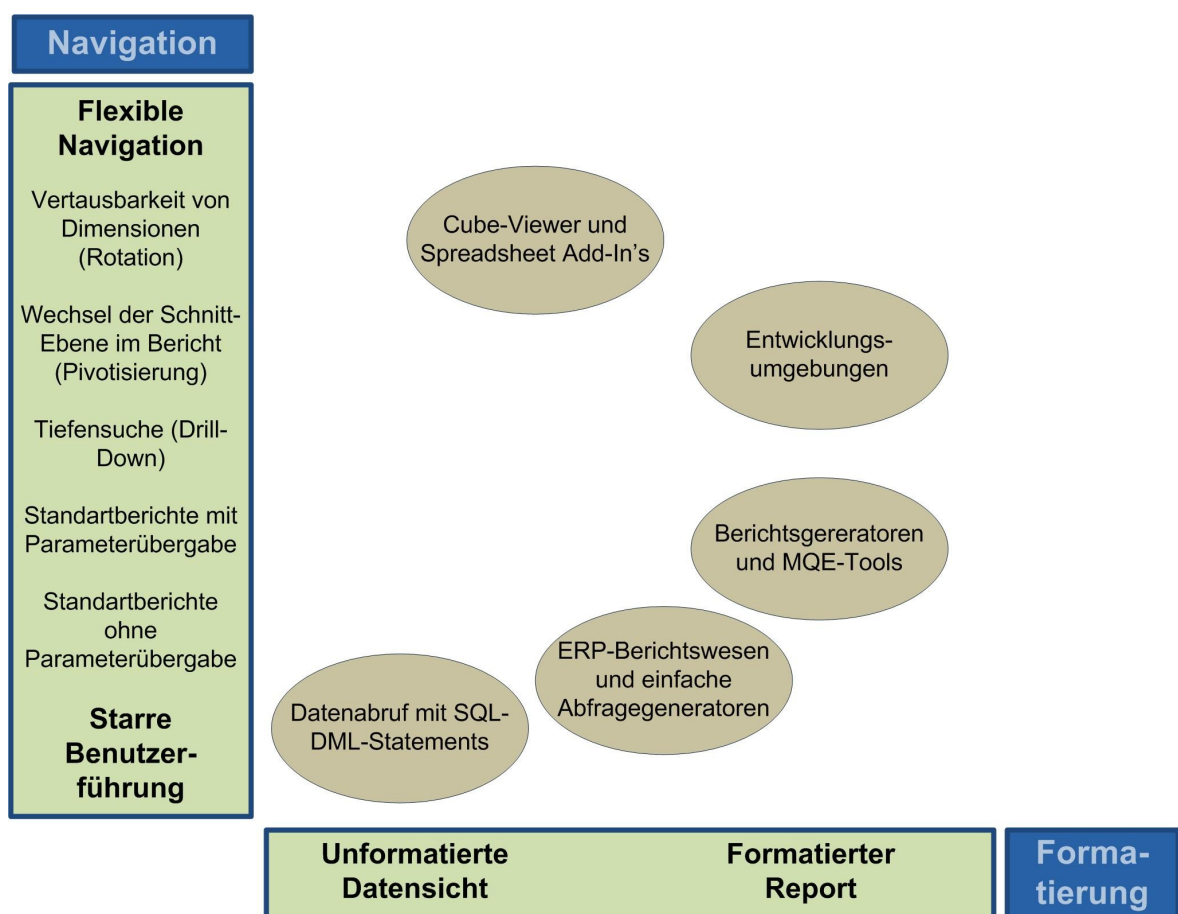 Navigation
Flexible
Navigation
Vertausbarkeit von
Dimensionen
(Rotation)
Wechsel der Schnitt-
Ebene im Bericht
(Pivotisierung)
Tiefensuche (Drill-
Down)
Standartberichte mit
Parameterübergabe
Standartberichte
ohne
Parameterübergabe
Starre
Benutzer-
führung
Cube-Viewer und
Spreadsheet Add-In's
Entwicklungs-
umgebungen
Berichtsgereratoren
und MQE-Tools
ERP-Berichtswesen
und einfache
Abfragegeneratoren
Datenabruf mit SQL-
DML-Statements
Unformatierte
Datensicht
Formatierter
Report
Forma-
tierung